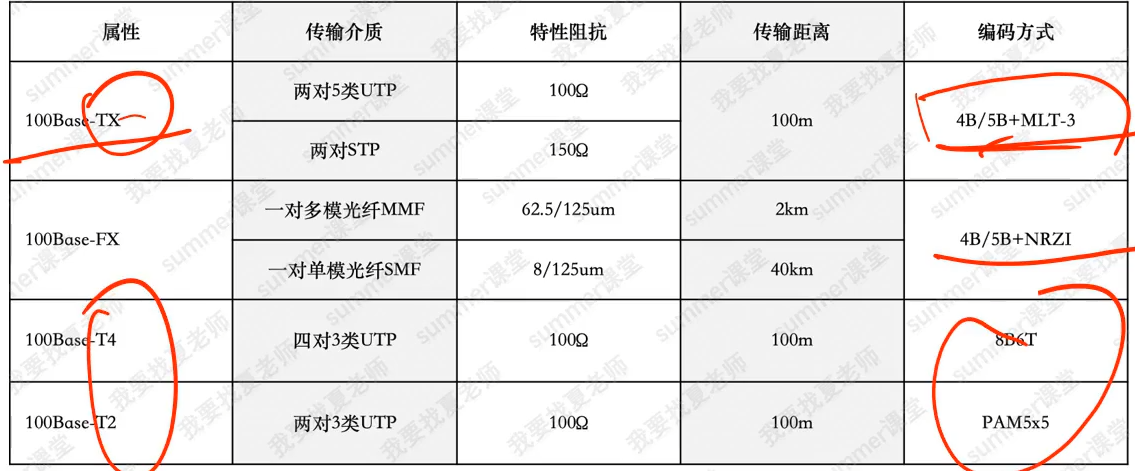 属性 传输介质 特性阻抗 传输距离 编码方式
100Base-TX 两对5类UTP 100Ω 100m 4B/5B+MLT-3
两对STP 150Ω
100Base-FX 一对多模光纤MMF 62.5/125um 2km 4B/5B+NRZI
一对单模光纤SMF 8/125um 40km
100Base-T4 四对3类UTP 100Ω 100m 8B6T
100Base-T2 两对3类UTP 100Ω 100m PAM5x5
summer课堂
我要找夏老师